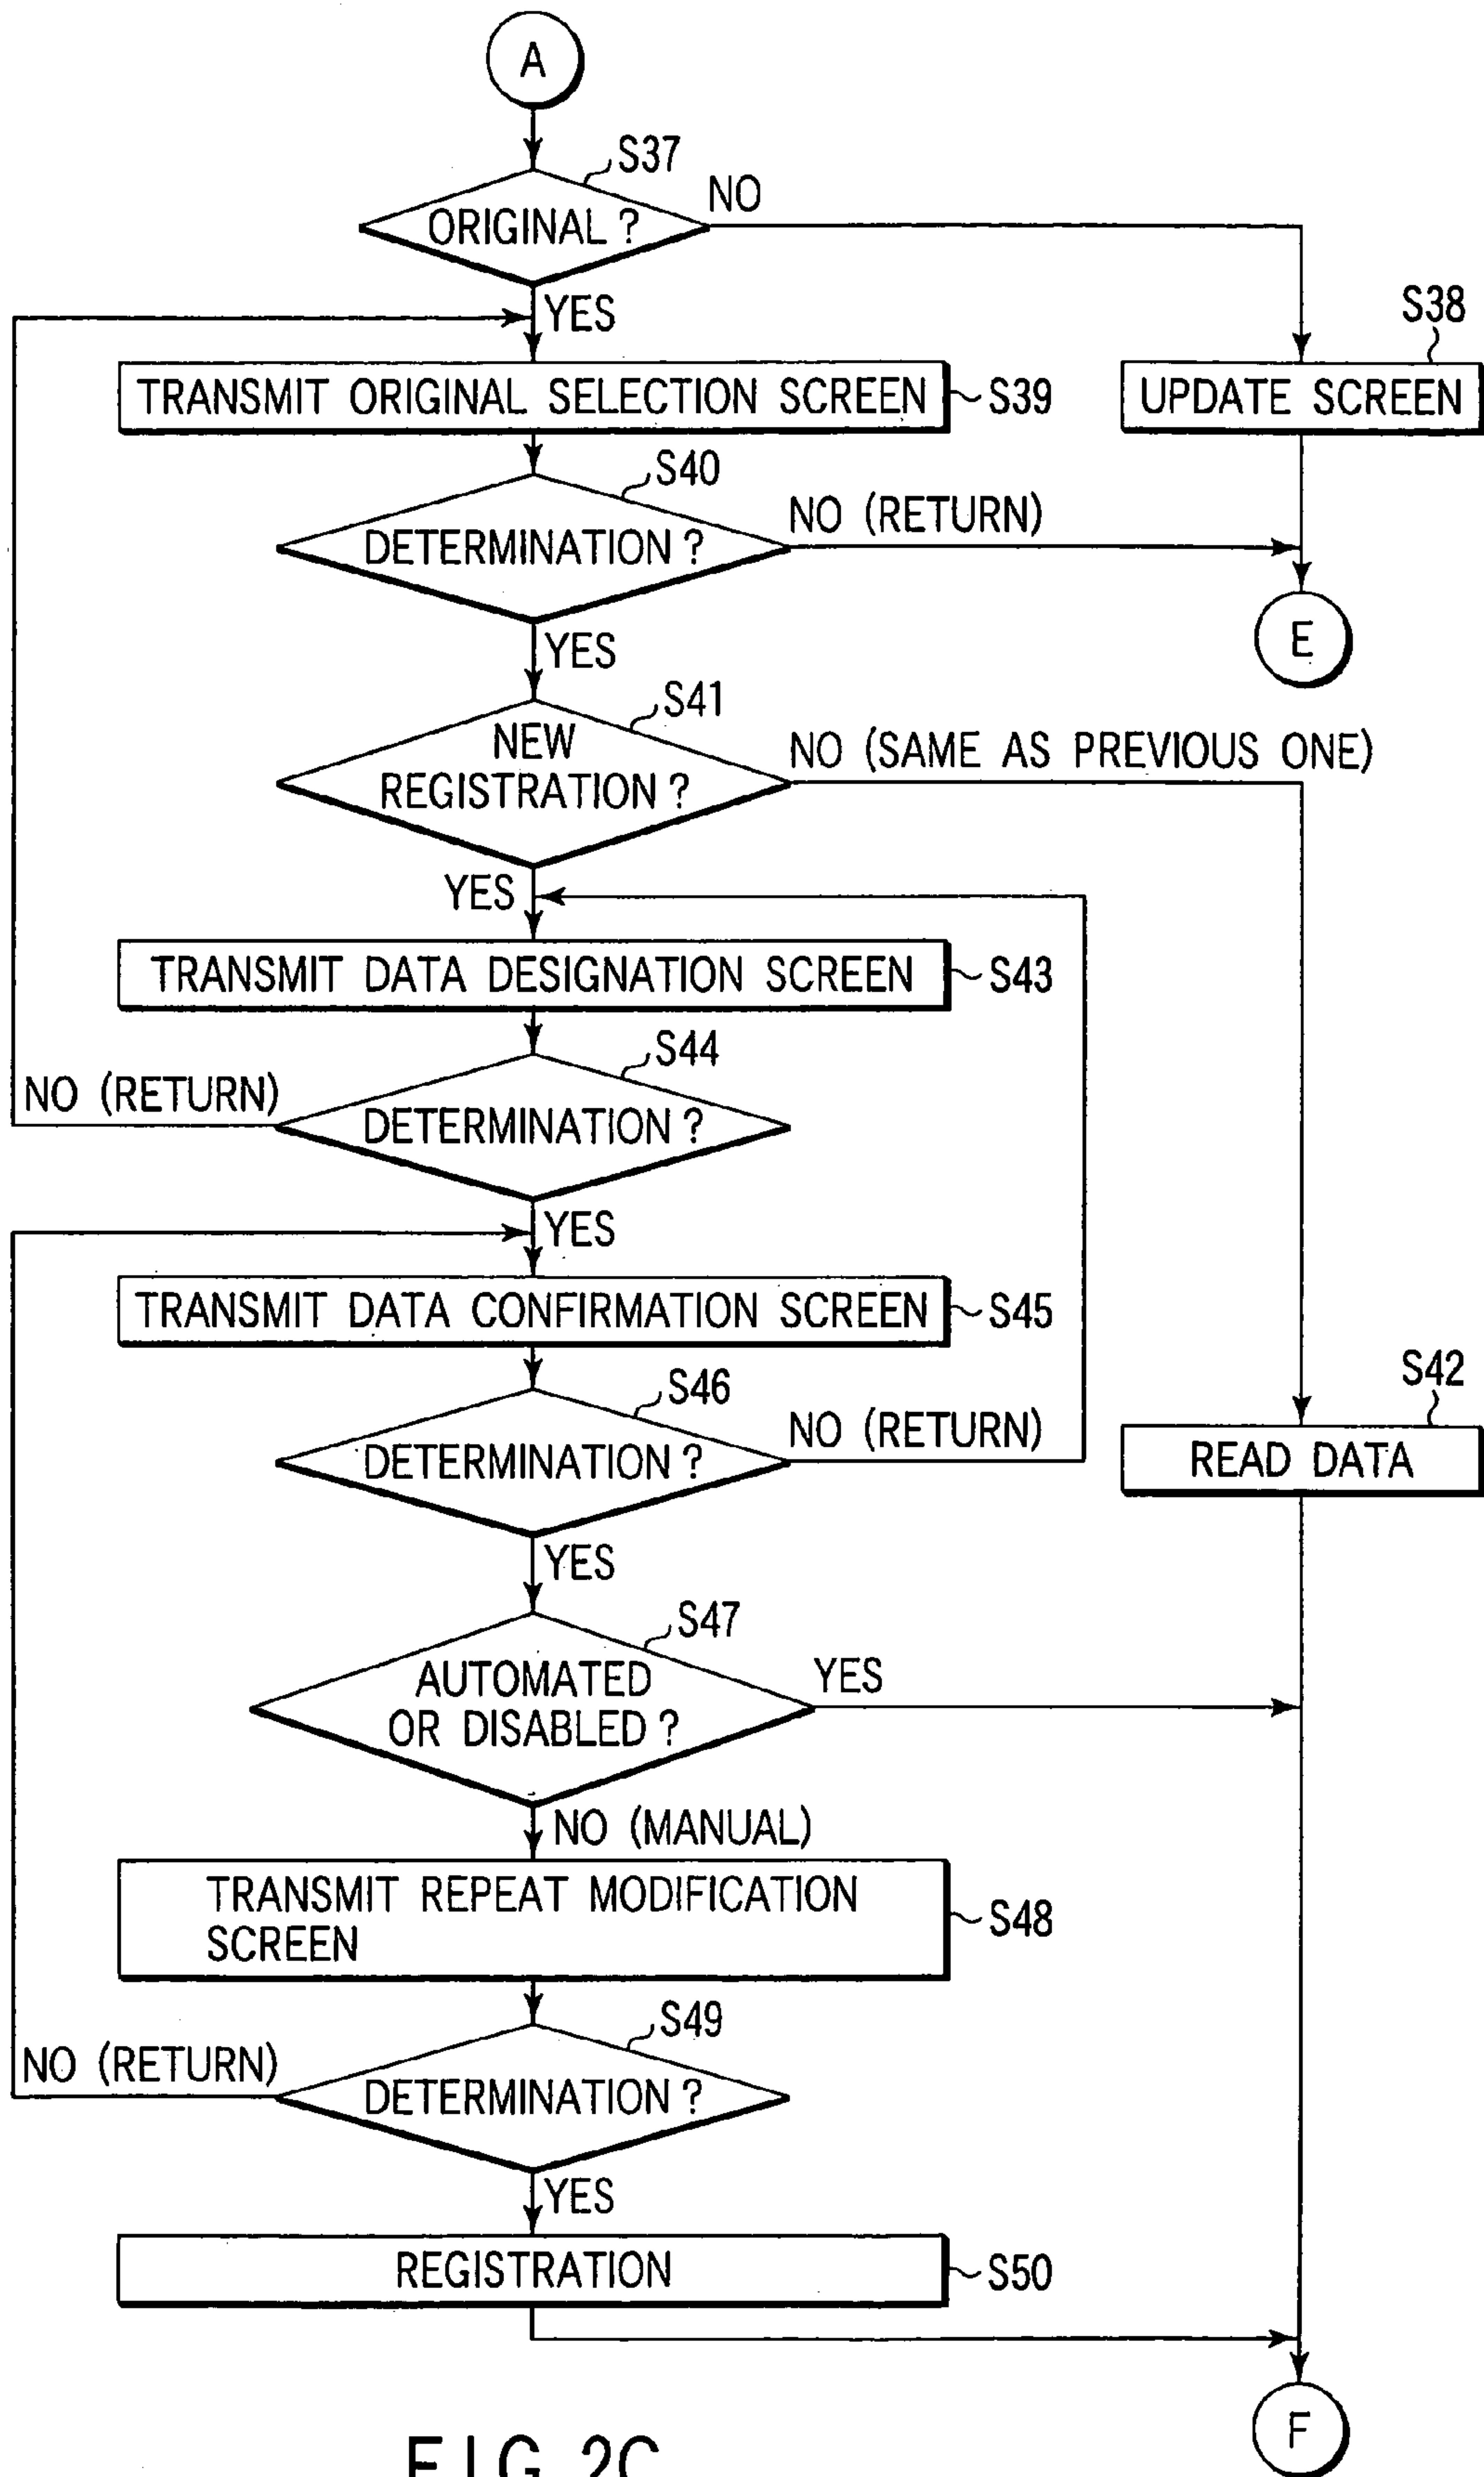 A
S37
ORIGINAL ?
NO
YES
S38
TRANSMIT ORIGINAL SELECTION SCREEN
S39
UPDATE SCREEN
S40
DETERMINATION ?
NO (RETURN)
E
YES
S41
NEW
REGISTRATION ?
NO (SAME AS PREVIOUS ONE)
YES
TRANSMIT DATA DESIGNATION SCREEN
S43
S44
NO (RETURN)
DETERMINATION ?
YES
TRANSMIT DATA CONFIRMATION SCREEN
S45
S46
DETERMINATION ?
NO (RETURN)
S42
READ DATA
YES
S47
AUTOMATED
OR DISABLED ?
YES
NO (MANUAL)
TRANSMIT REPEAT MODIFICATION
SCREEN
S48
S49
NO (RETURN)
DETERMINATION ?
YES
REGISTRATION
S50
F
FIG. 2C